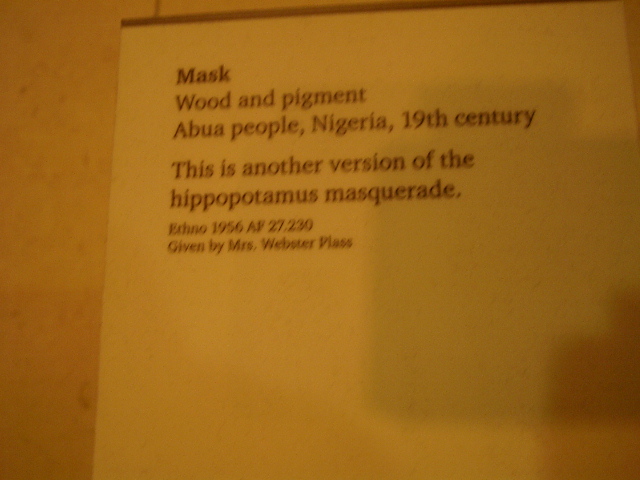 Mask
Wood and pigment
Abua people, Nigeria, 19th century
This is another version of the
hippopotamus masquerade.
Ethno 1956 AF 27.230
Given by Mrs. Webster Plass